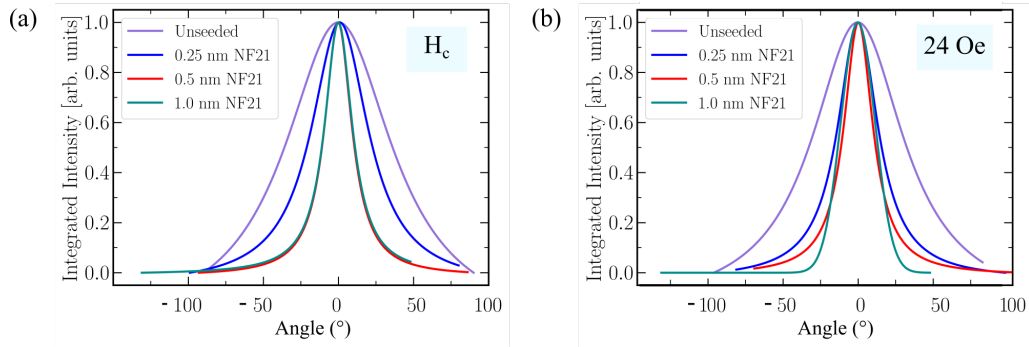 (a)
Integrated Intensity [arb. units]
1.0
0.8
0.6
0.4
0.2
0.0
Unseeded
0.25 nm NF21
0.5 nm NF21
1.0 nm NF21
H_c
-100
-50
0
50
100
Angle (°)
(b)
Integrated Intensity [arb. units]
1.0
0.8
0.6
0.4
0.2
0.0
Unseeded
0.25 nm NF21
0.5 nm NF21
1.0 nm NF21
24 Oe
-100
-50
0
50
100
Angle (°)